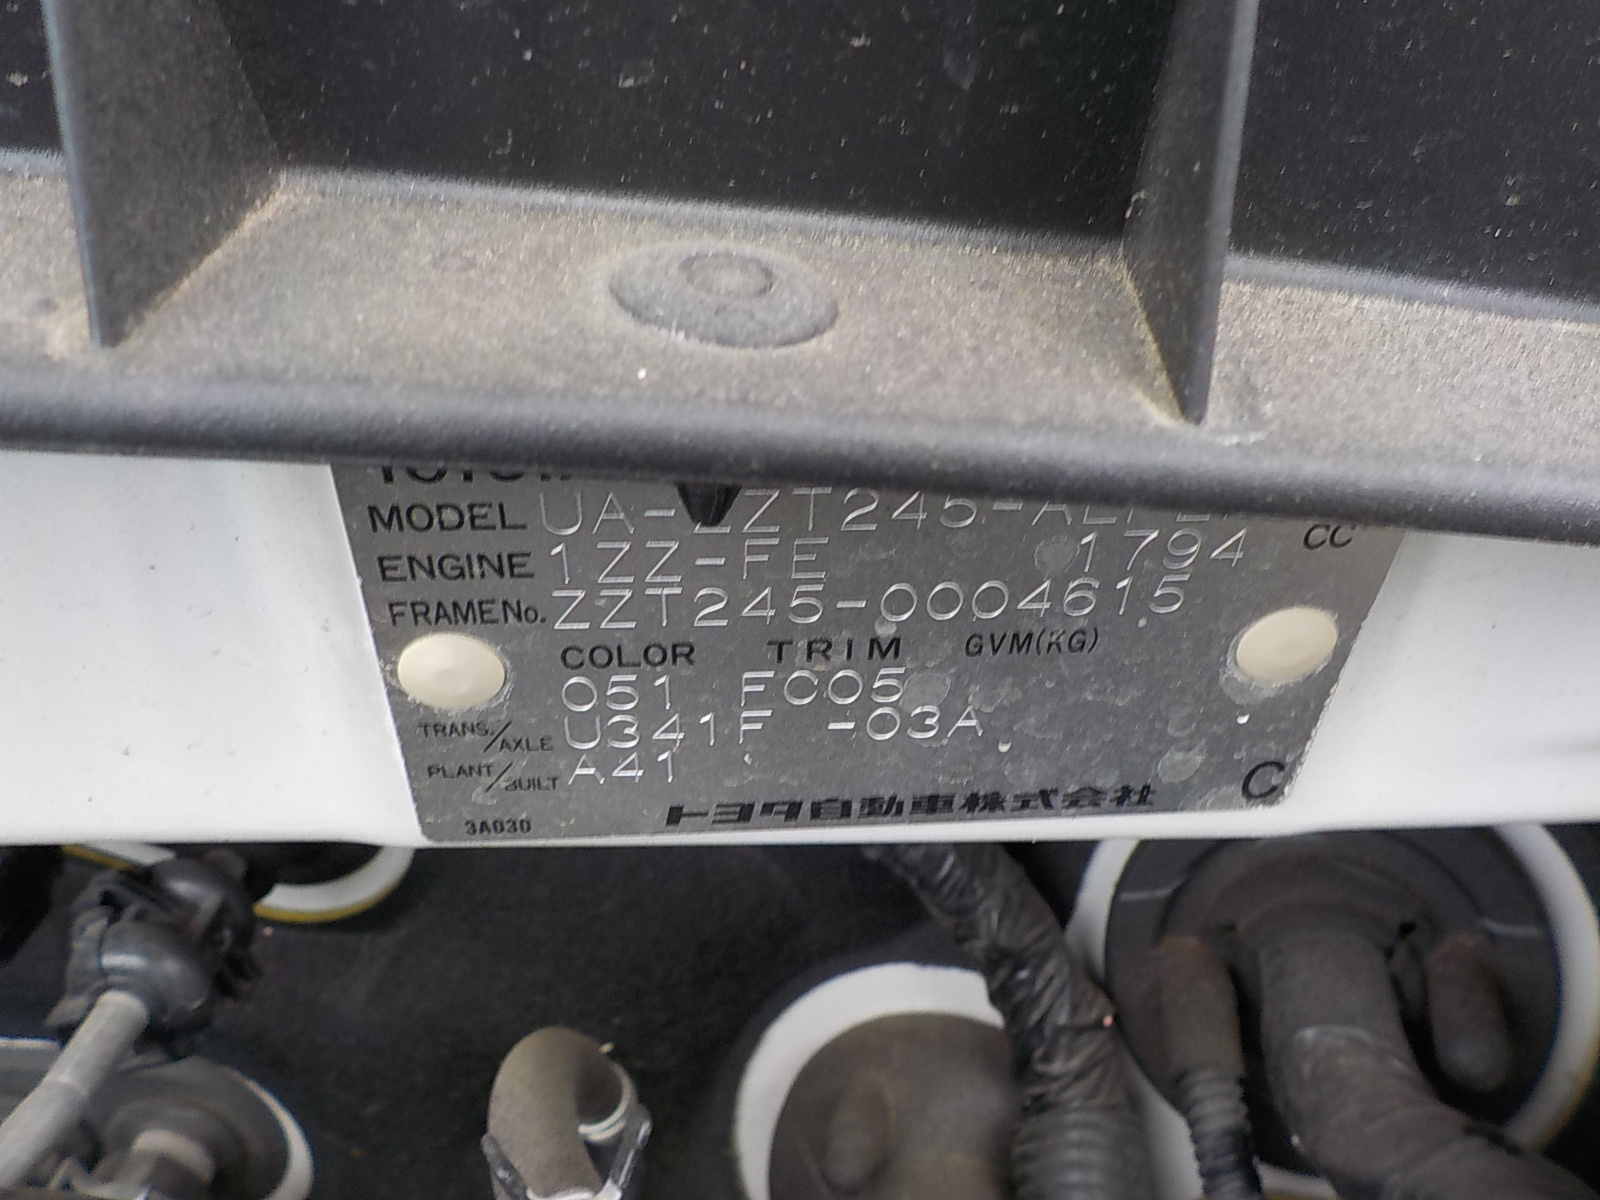 MODEL UA-ZZT245-
ENGINE 1ZZ-FE 1794 CC
FRAME No. ZZT245-0004615
COLOR TRIM GVM(KG)
051 FC05
TRANS./AXLE U341F -03A
PLANT/BUILT A41
C
トヨタ自動車株式会社
3A030